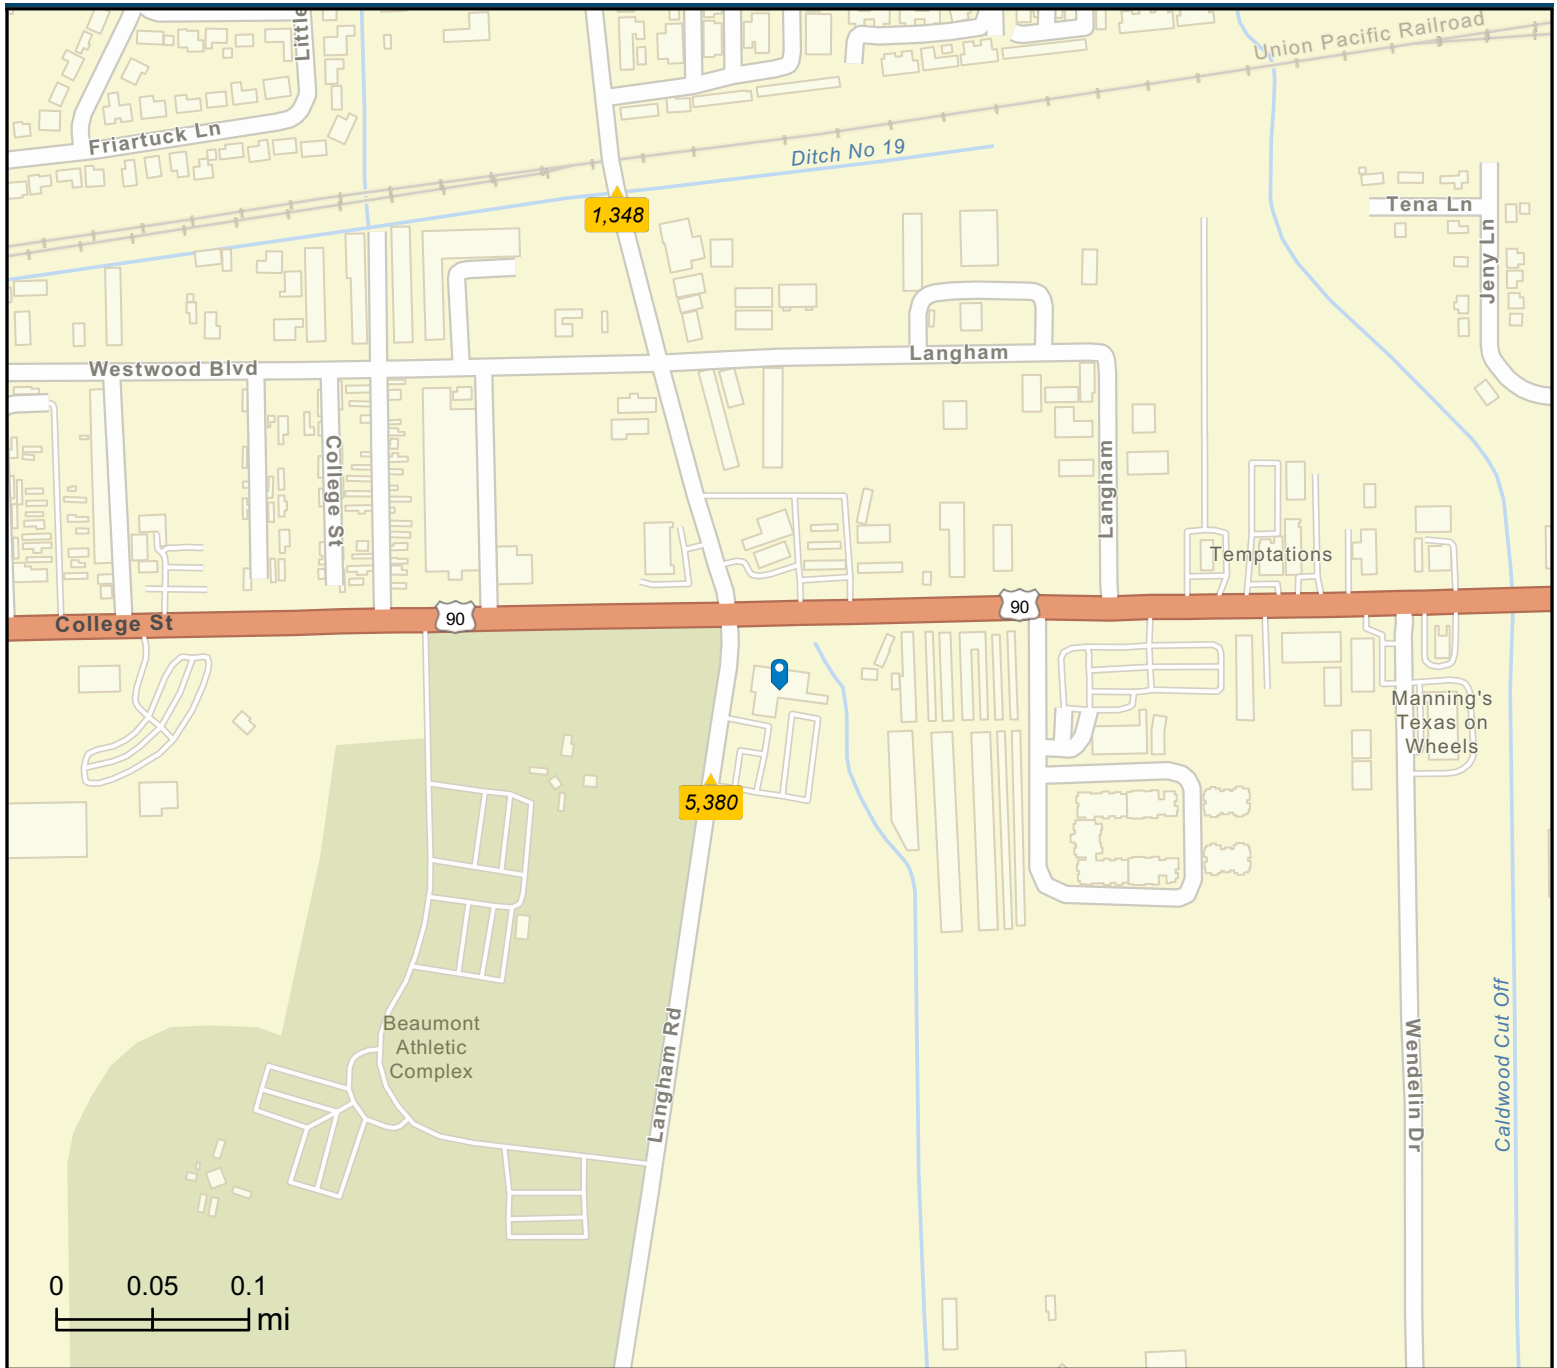 Little
Union Pacific Railroad
Friartuck Ln
Ditch No 19
1,348
Tena Ln
Jeny Ln
Westwood Blvd
Langham
College St
Langham
Temptations
College St
90
90
Manning's
Texas on
Wheels
5,380
Beaumont
Athletic
Complex
Langham Rd
Wendelin Dr
Caldwood Cut Off
0 0.05 0.1
mi